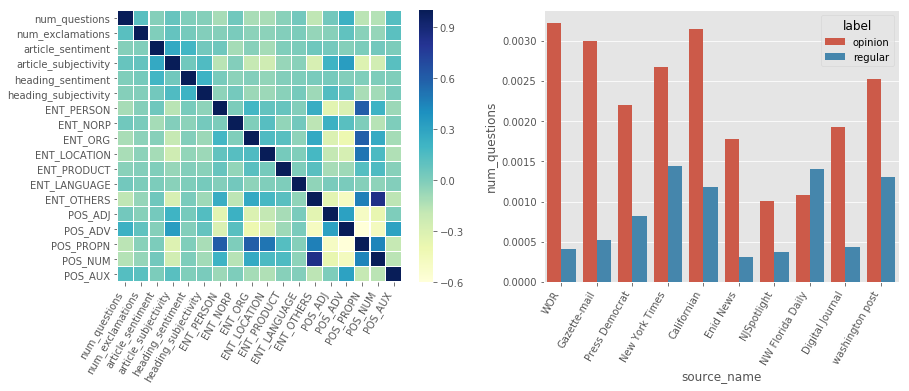 num_questions
num_exclamations
article_sentiment
article_subjectivity
heading_sentiment
heading_subjectivity
ENT_PERSON
ENT_NORP
ENT_ORG
ENT_LOCATION
ENT_PRODUCT
ENT_LANGUAGE
ENT_OTHERS
POS_ADJ
POS_ADV
POS_PROPN
POS_NUM
POS_AUX
num_questions
num_exclamations
article_sentiment
article_subjectivity
heading_sentiment
heading_subjectivity
ENT_PERSON
ENT_NORP
ENT_ORG
ENT_LOCATION
ENT_PRODUCT
ENT_LANGUAGE
ENT_OTHERS
POS_ADJ
POS_ADV
POS_PROPN
POS_NUM
POS_AUX
0.9
0.6
0.3
0.0
−0.3
−0.6
num_questions
0.0030
0.0025
0.0020
0.0015
0.0010
0.0005
0.0000
label
opinion
regular
WOR
Gazette-mail
Press Democrat
New York Times
Californian
Enid News
NJSpotlight
NW Florida Daily
Digital Journal
washington post
source_name